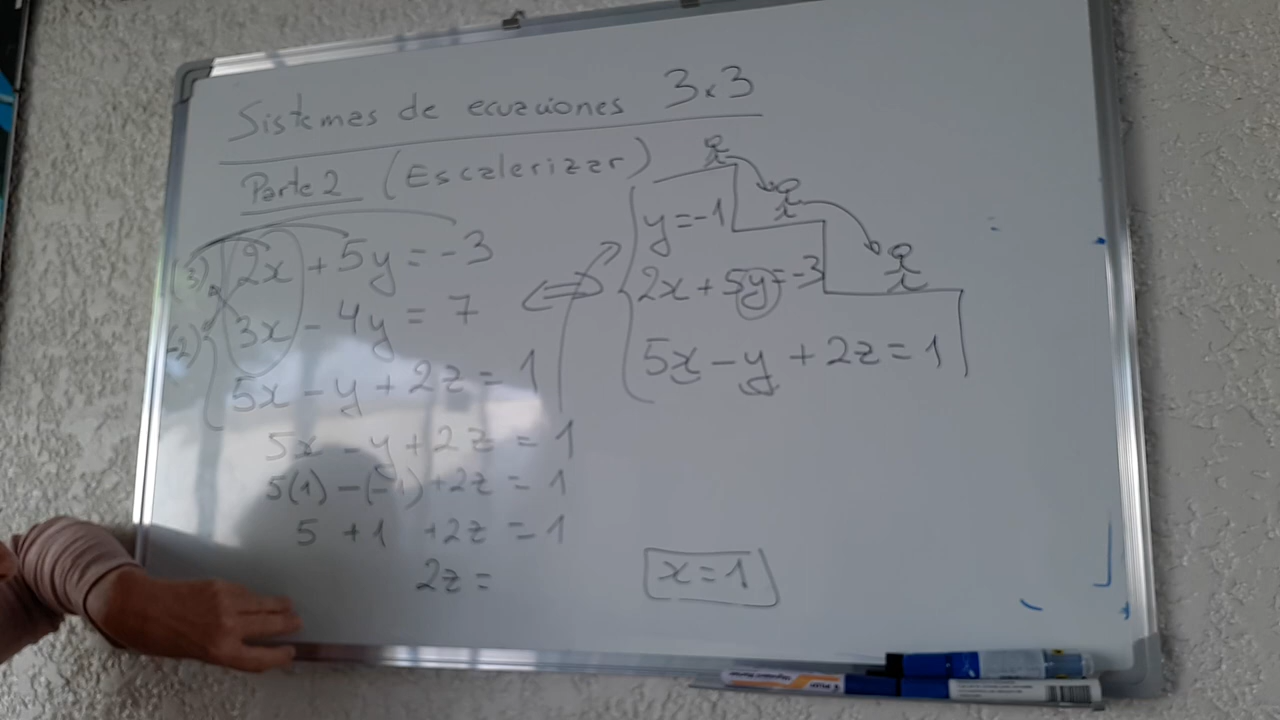 Sistemas de ecuaciones 3x3
Parte 2 (Escalerizar)
(3) 2x + 5y = -3
(-2) 3x - 4y = 7
5x - y + 2z = 1
5x - y + 2z = 1
5(1) - (-1) + 2z = 1
5 + 1 + 2z = 1
2z =
⇔
y = -1
2x + 5y = -3
5x - y + 2z = 1
x = 1